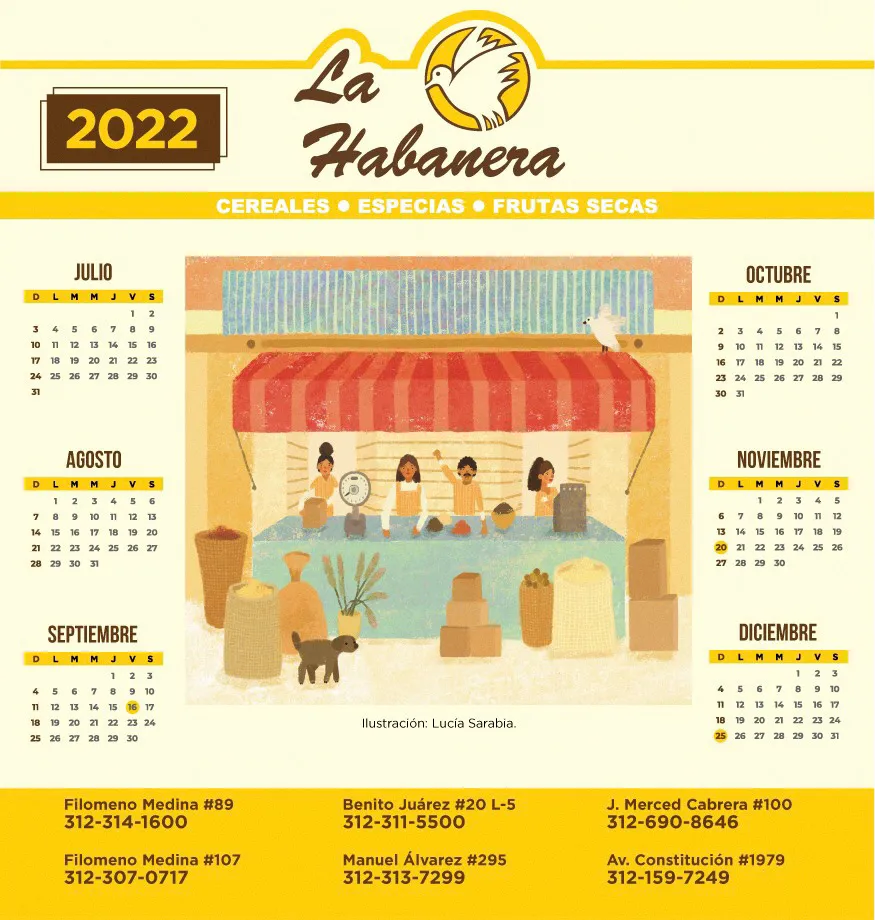 La
Habanera
2022
CEREALES • ESPECIAS • FRUTAS SECAS
JULIO
D L M M J V S
1 2
3 4 5 6 7 8 9
10 11 12 13 14 15 16
17 18 19 20 21 22 23
24 25 26 27 28 29 30
31
AGOSTO
D L M M J V S
1 2 3 4 5 6
7 8 9 10 11 12 13
14 15 16 17 18 19 20
21 22 23 24 25 26 27
28 29 30 31
SEPTIEMBRE
D L M M J V S
1 2 3
4 5 6 7 8 9 10
11 12 13 14 15 16 17
18 19 20 21 22 23 24
25 26 27 28 29 30
OCTUBRE
D L M M J V S
1
2 3 4 5 6 7 8
9 10 11 12 13 14 15
16 17 18 19 20 21 22
23 24 25 26 27 28 29
30 31
NOVIEMBRE
D L M M J V S
1 2 3 4 5
6 7 8 9 10 11 12
13 14 15 16 17 18 19
20 21 22 23 24 25 26
27 28 29 30
DICIEMBRE
D L M M J V S
1 2 3
4 5 6 7 8 9 10
11 12 13 14 15 16 17
18 19 20 21 22 23 24
25 26 27 28 29 30 31
Ilustración: Lucía Sarabia.
Filomeno Medina #89
312-314-1600
Benito Juárez #20 L-5
312-311-5500
J. Merced Cabrera #100
312-690-8646
Filomeno Medina #107
312-307-0717
Manuel Álvarez #295
312-313-7299
Av. Constitución #1979
312-159-7249